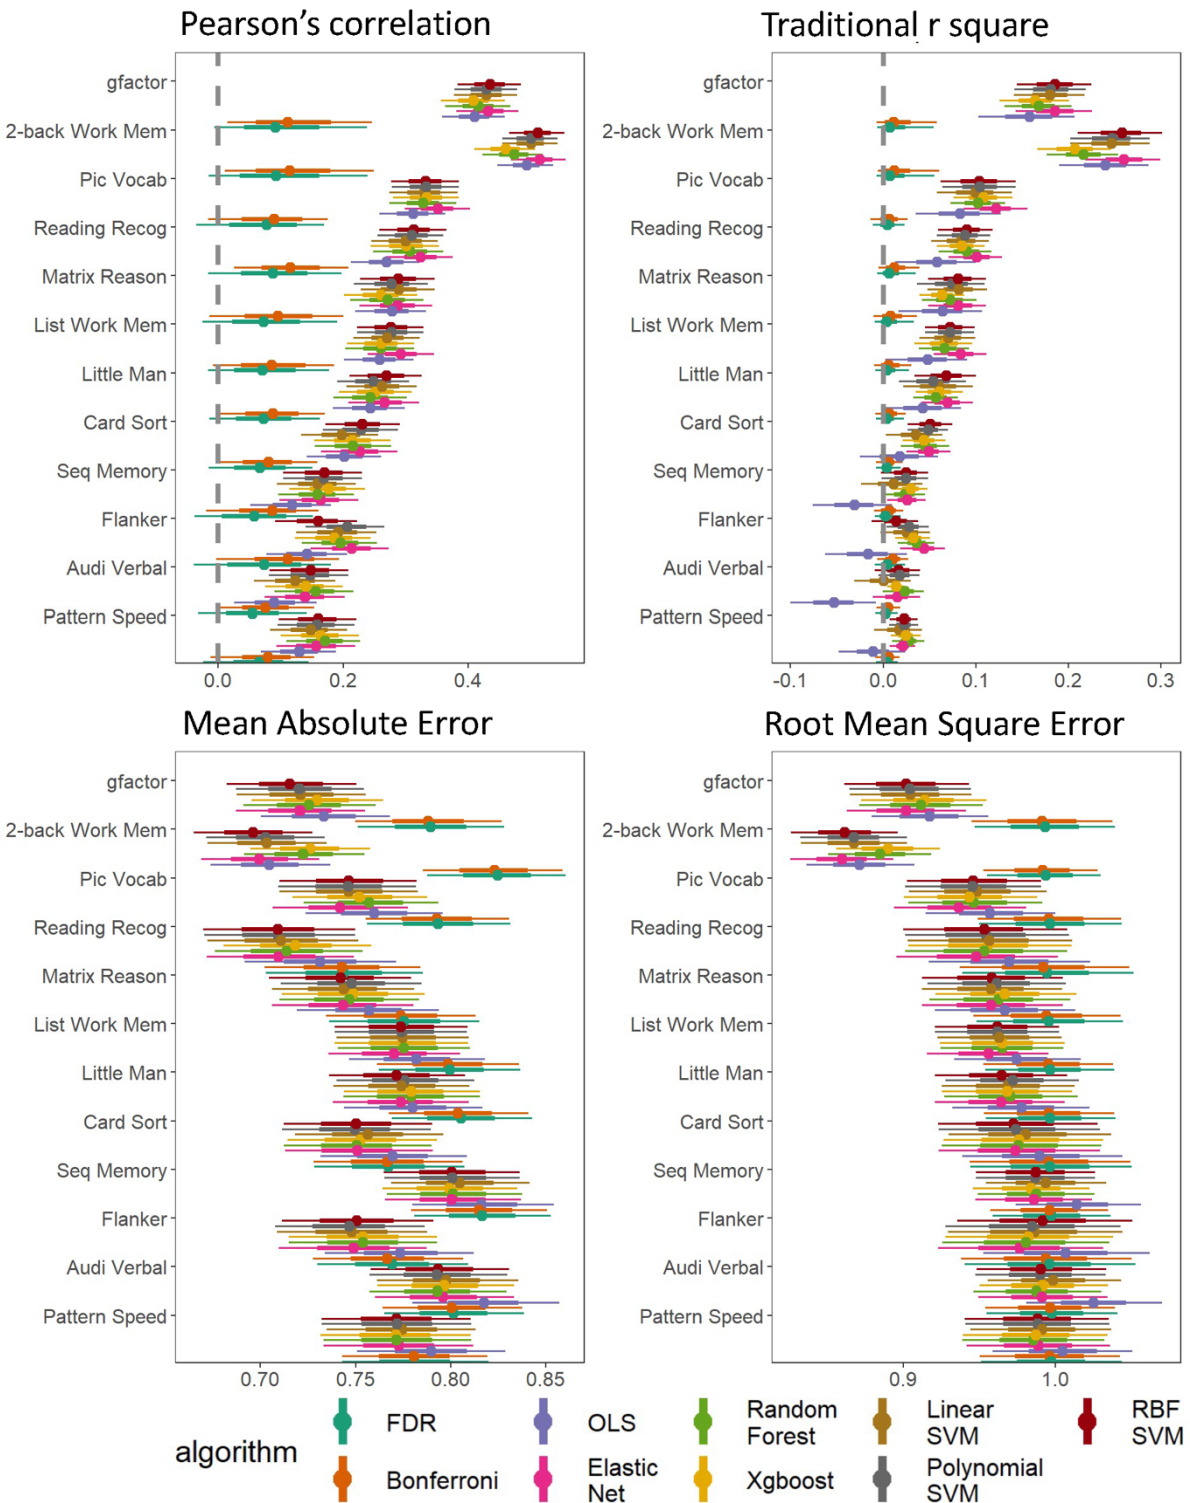 Pearson's correlation
Traditional r square
gfactor
2-back Work Mem
Pic Vocab
Reading Recog
Matrix Reason
List Work Mem
Little Man
Card Sort
Seq Memory
Flanker
Audi Verbal
Pattern Speed
0.0 0.2 0.4
gfactor
2-back Work Mem
Pic Vocab
Reading Recog
Matrix Reason
List Work Mem
Little Man
Card Sort
Seq Memory
Flanker
Audi Verbal
Pattern Speed
-0.1 0.0 0.1 0.2 0.3
Mean Absolute Error
Root Mean Square Error
gfactor
2-back Work Mem
Pic Vocab
Reading Recog
Matrix Reason
List Work Mem
Little Man
Card Sort
Seq Memory
Flanker
Audi Verbal
Pattern Speed
0.70 0.75 0.80 0.85
gfactor
2-back Work Mem
Pic Vocab
Reading Recog
Matrix Reason
List Work Mem
Little Man
Card Sort
Seq Memory
Flanker
Audi Verbal
Pattern Speed
0.9 1.0
algorithm
FDR
Bonferroni
OLS
Elastic
Net
Random
Forest
Xgboost
Linear
SVM
Polynomial
SVM
RBF
SVM